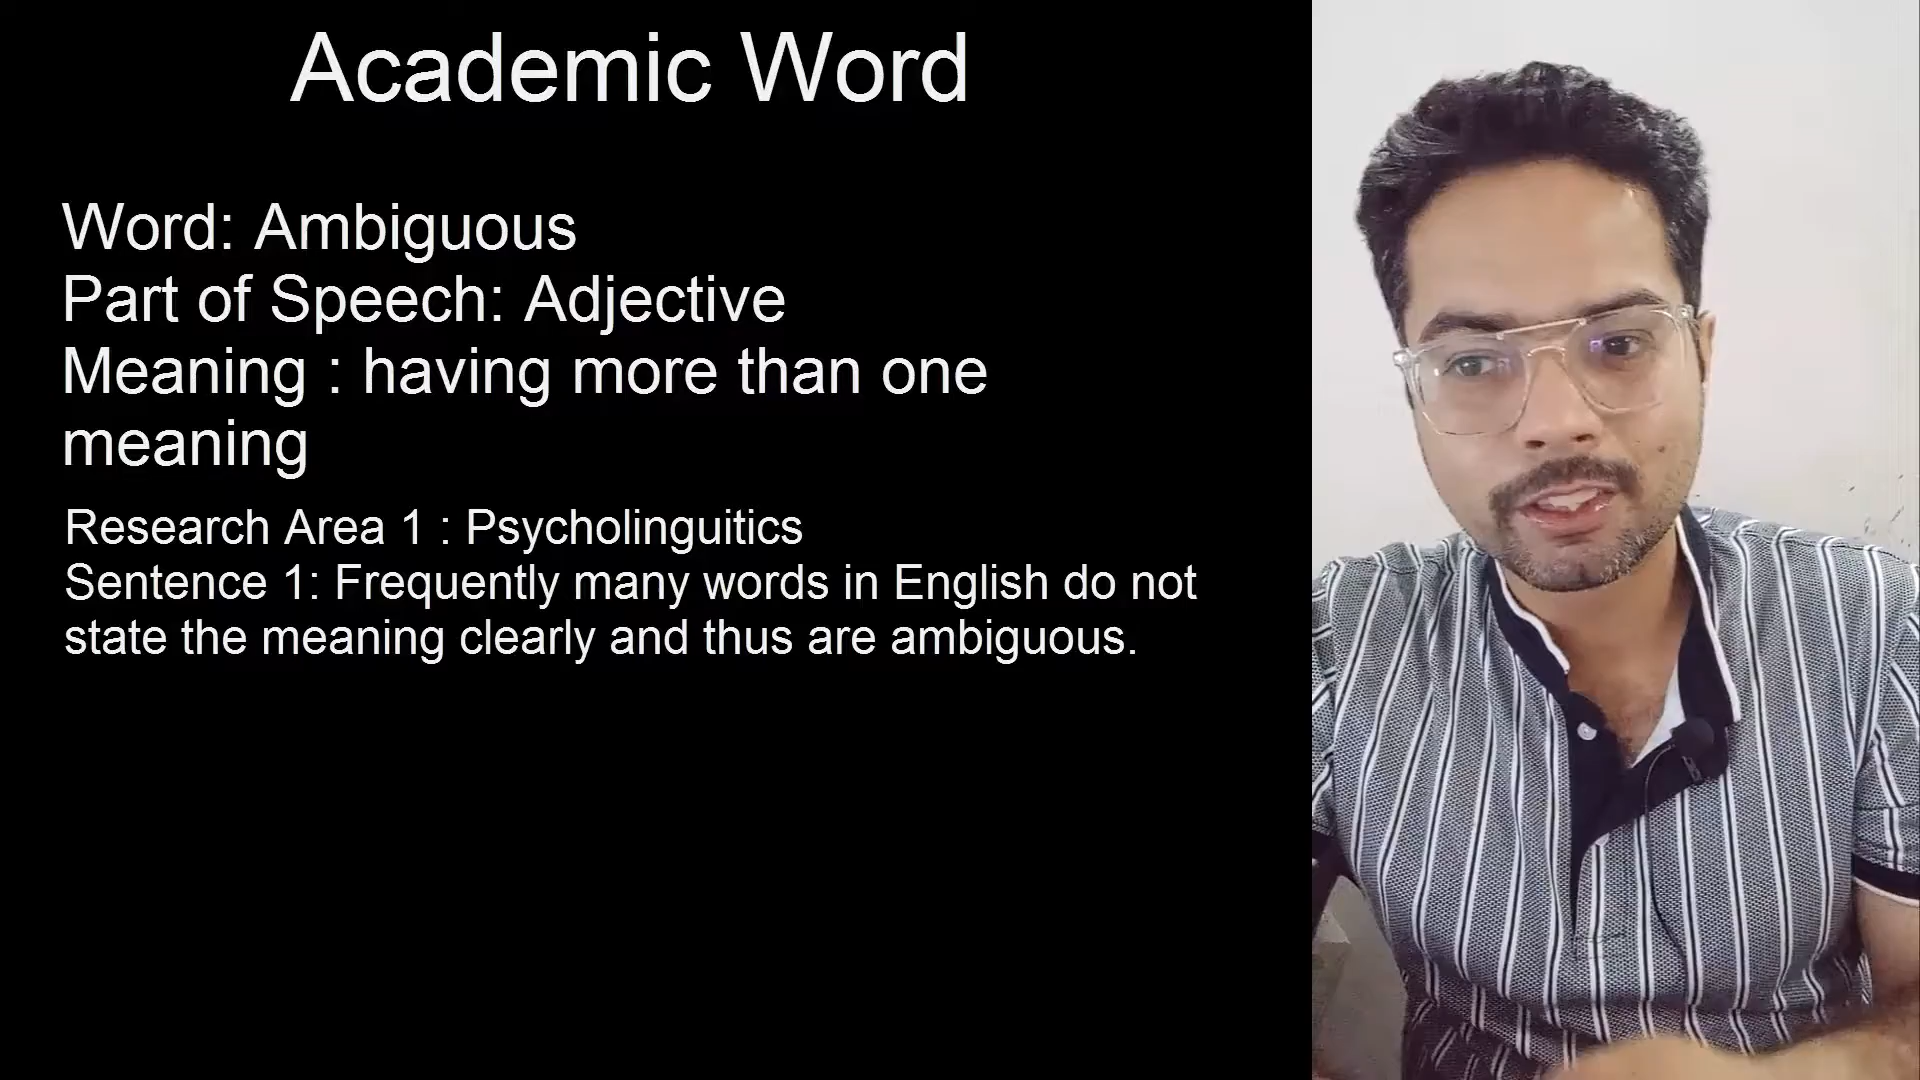 Academic Word
Word: Ambiguous
Part of Speech: Adjective
Meaning : having more than one
meaning
Research Area 1 : Psycholinguitics
Sentence 1: Frequently many words in English do not
state the meaning clearly and thus are ambiguous.